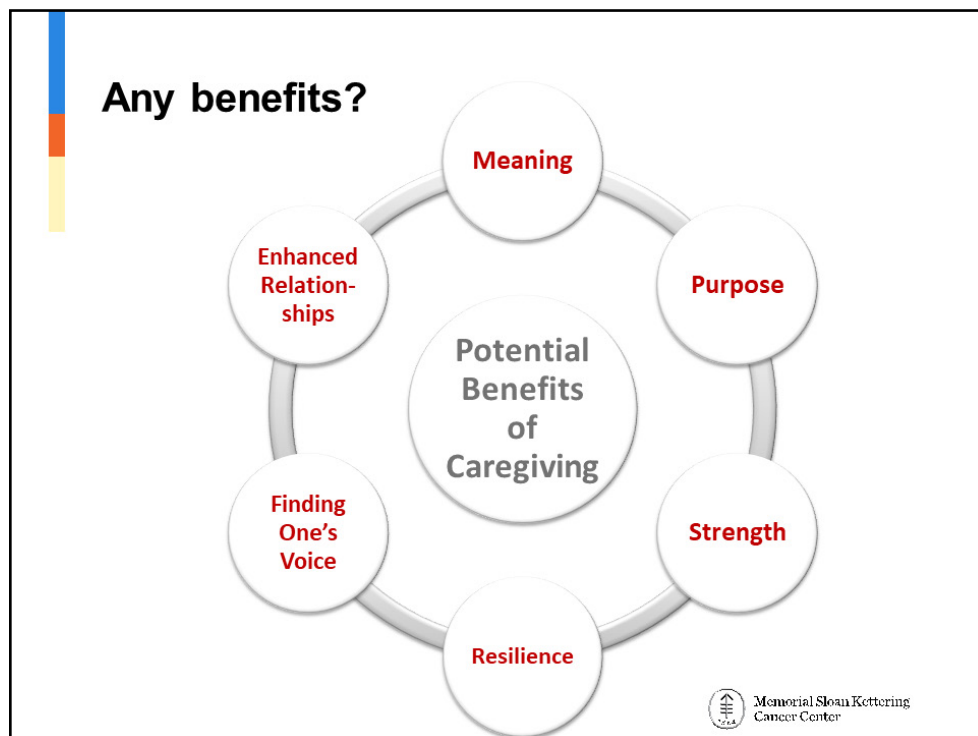 Any benefits?
Meaning
Purpose
Strength
Resilience
Finding
One’s
Voice
Enhanced
Relation-
ships
Potential
Benefits
of
Caregiving
Memorial Sloan Kettering
Cancer Center